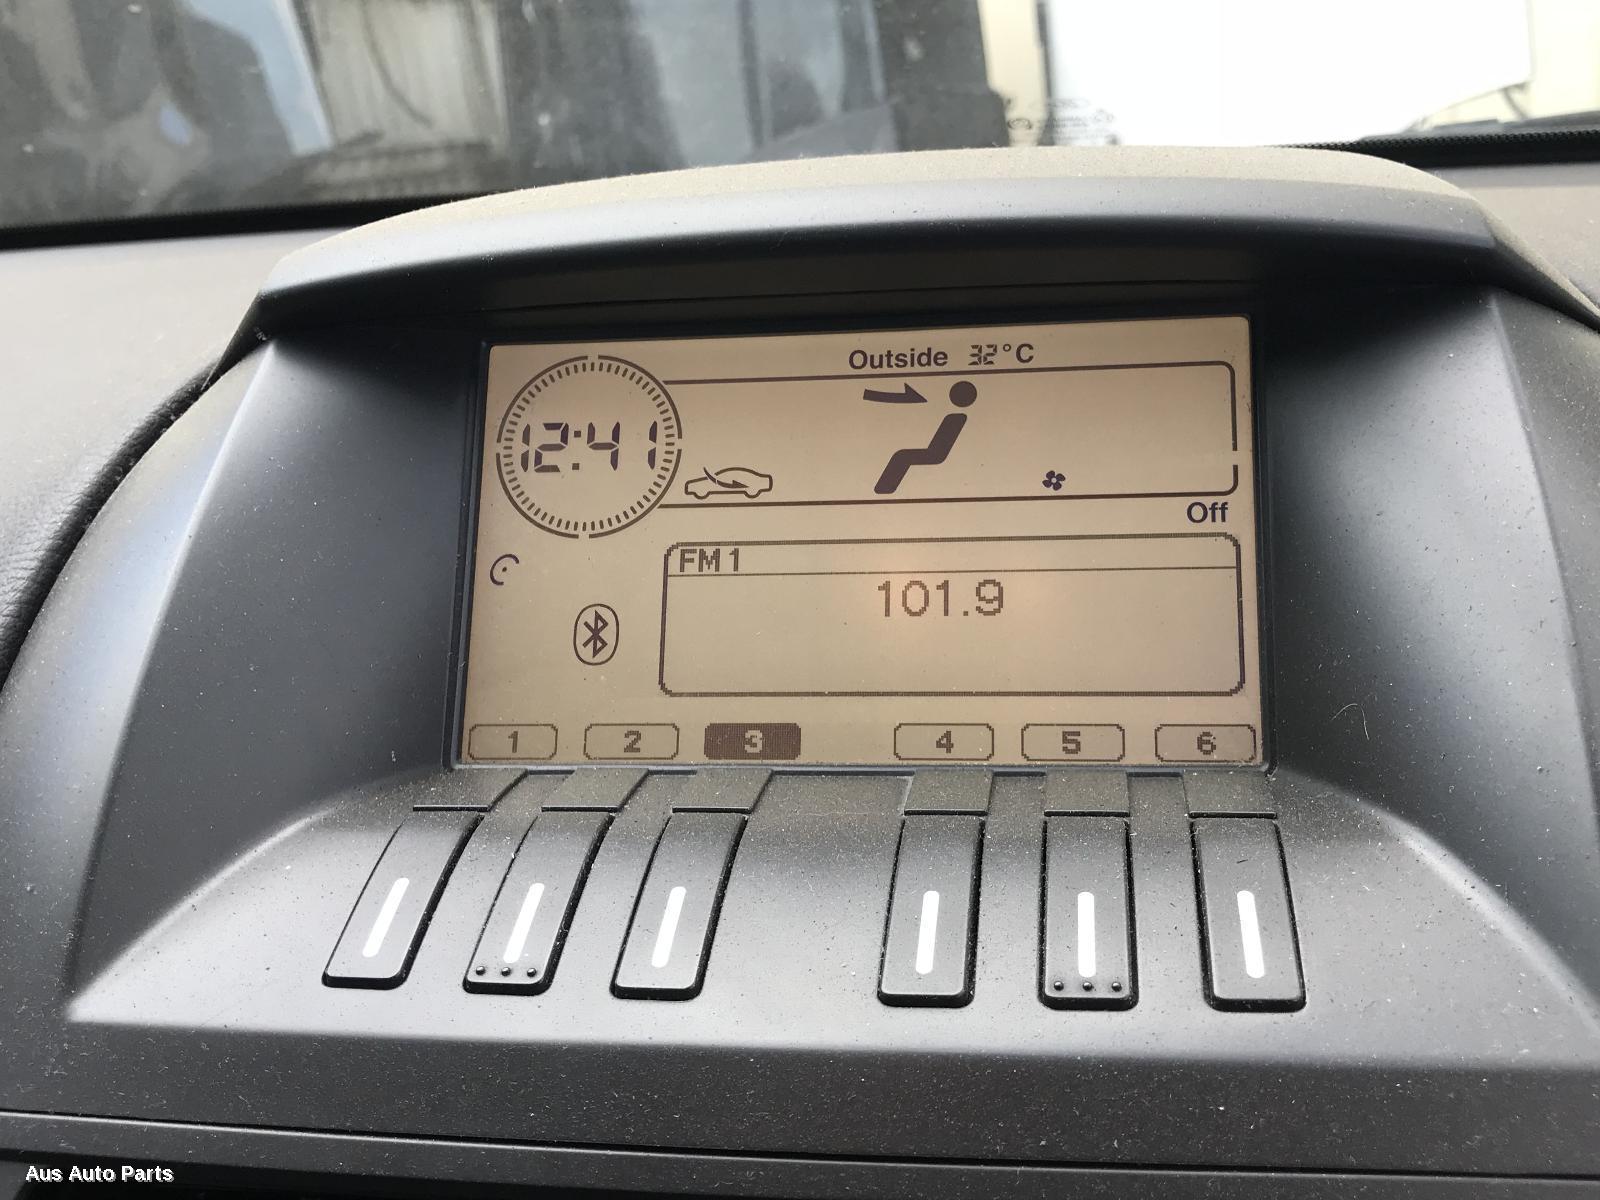 Outside 32°C
12:41
Off
FM1
101.9
1 2 3 4 5 6
Aus Auto Parts